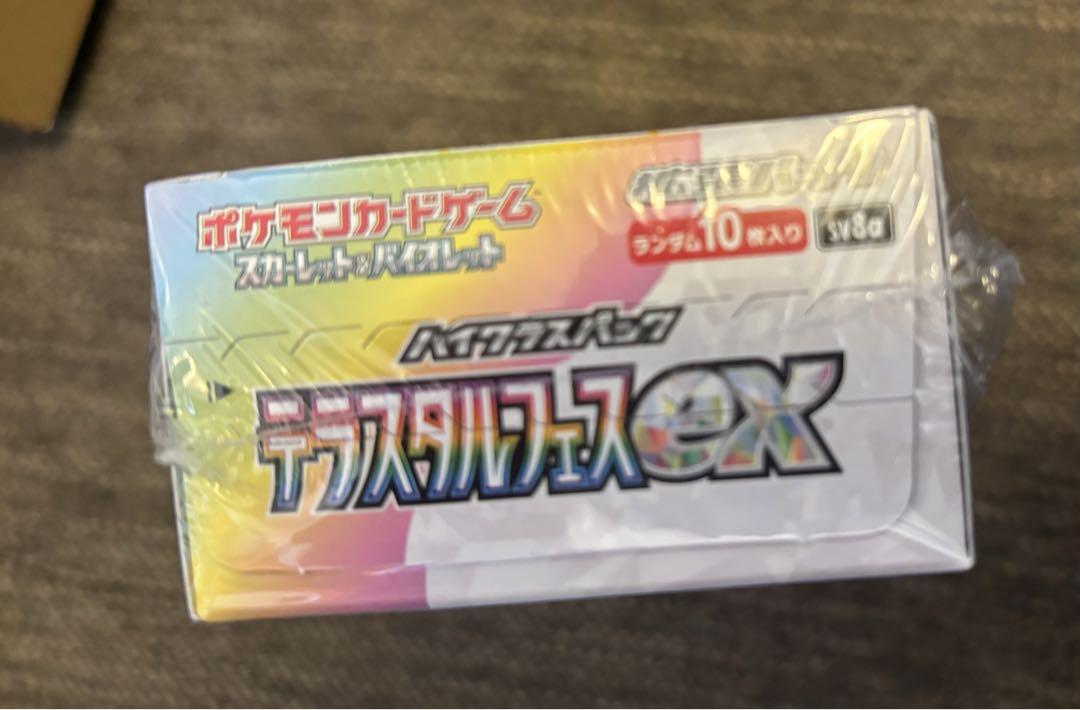 ポケモンカードゲーム
スカーレット&バイオレット
ランダム10枚入り
SV8a
ハイクラスパック
テラスタルフェスex